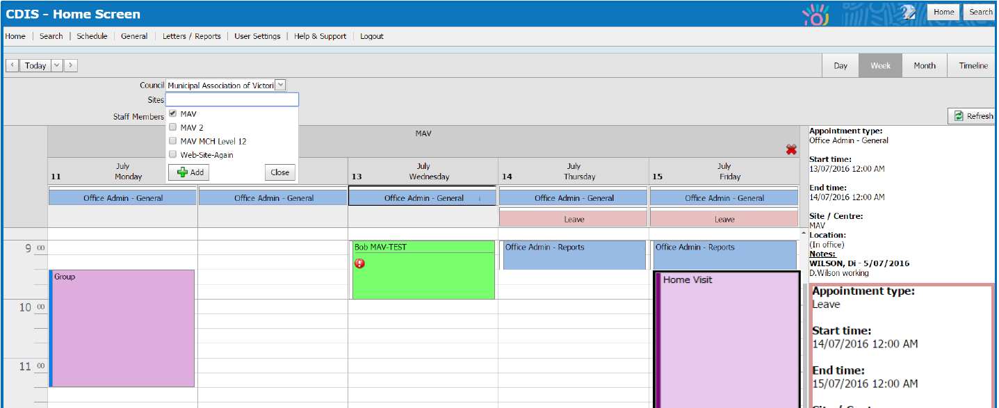 CDIS - Home Screen
Home Search
Home Search Schedule General Letters / Reports User Settings Help & Support Logout
Today
Day Week Month Timeline
Council Municipal Association of Victori
Sites
Staff Members
MAV
MAV 2
MAV MCH Level 12
Web-Site-Again
Add Close
Refresh
MAV
11 July Monday
13 July Wednesday
14 July Thursday
15 July Friday
Office Admin - General
Office Admin - General
Office Admin - General
Office Admin - General
Office Admin - General
Leave
Leave
9 00
10 00
11 00
Group
Bob MAV-TEST
Office Admin - Reports
Office Admin - Reports
Home Visit
Appointment type:
Office Admin - General
Start time:
13/07/2016 12:00 AM
End time:
14/07/2016 12:00 AM
Site / Centre:
MAV
Location:
(In office)
Notes:
WILSON, Di - 5/07/2016
D.Wilson working
Appointment type:
Leave
Start time:
14/07/2016 12:00 AM
End time:
15/07/2016 12:00 AM